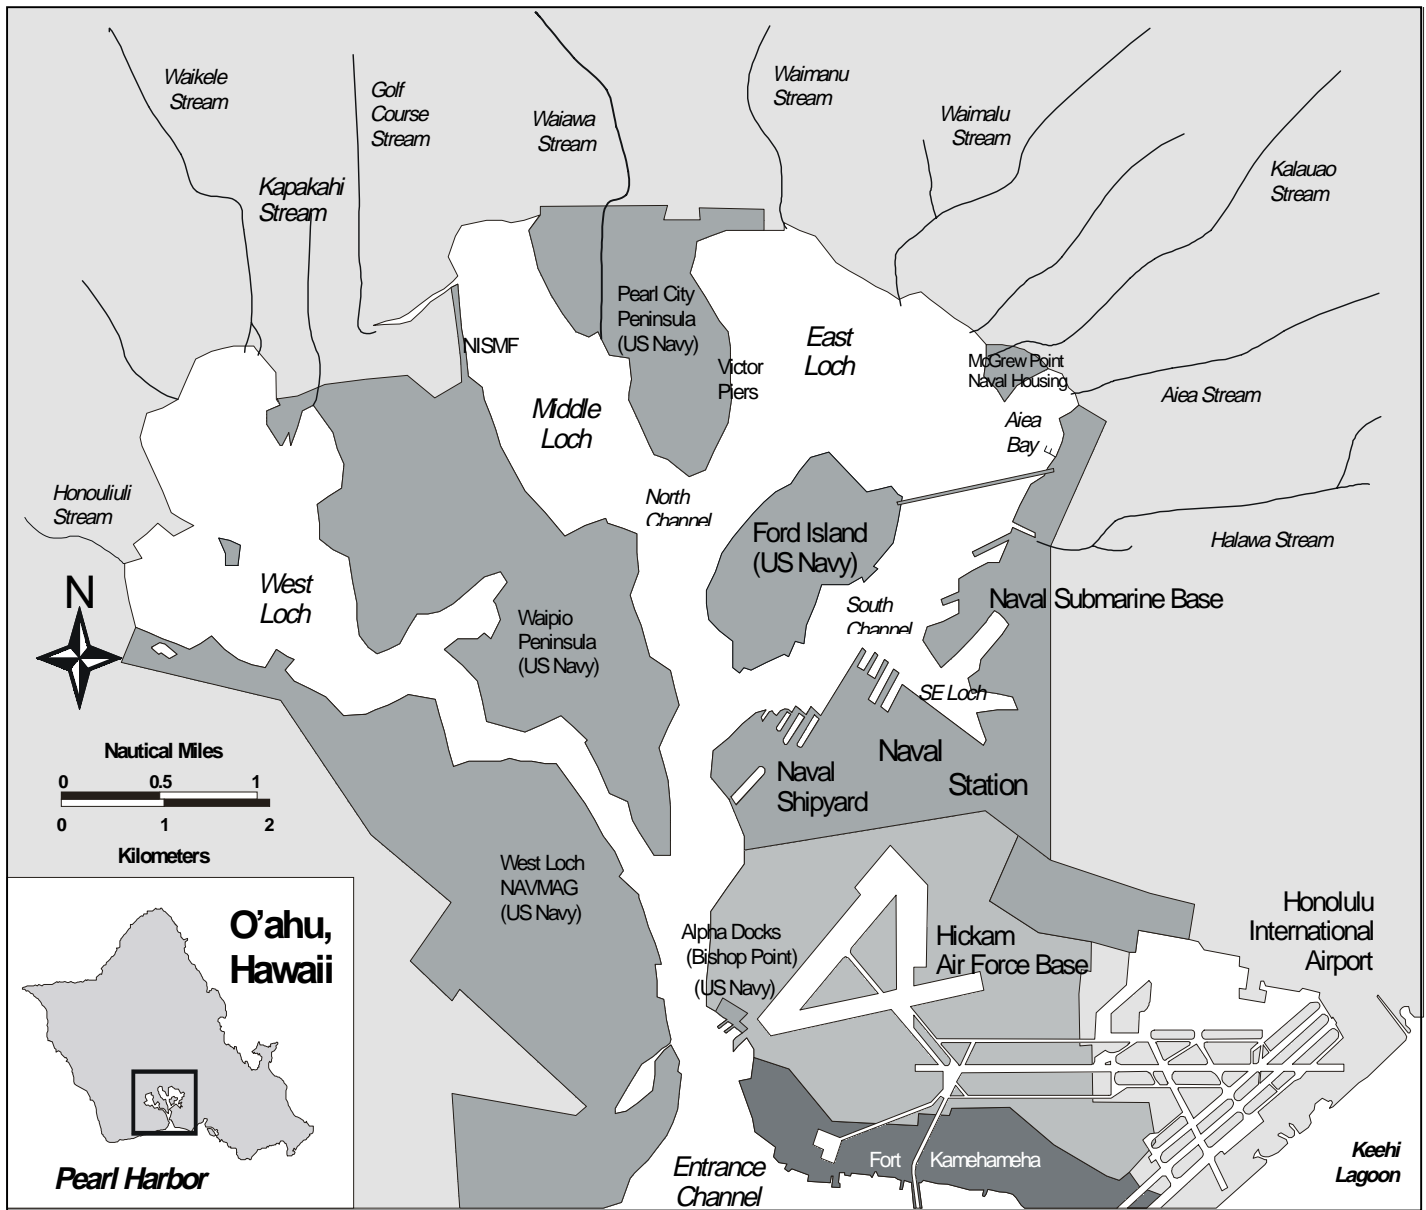 Waikele
Stream
Golf
Course
Stream
Waiawa
Stream
Waimanu
Stream
Waimalu
Stream
Kalauao
Stream
Kapakahi
Stream
Pearl City
Peninsula
(US Navy)
East
Loch
NISMF
Victor
Piers
McGrew Point
Naval Housing
Aiea Stream
Middle
Loch
Aiea
Bay
Honouliuli
Stream
North
Channel
Ford Island
(US Navy)
Halawa Stream
N
West
Loch
Waipio
Peninsula
(US Navy)
South
Channel
Naval Submarine Base
SE Loch
Nautical Miles
0 0.5 1
0 1 2
Kilometers
Naval
Shipyard
Naval
Station
West Loch
NAVMAG
(US Navy)
Alpha Docks
(Bishop Point)
(US Navy)
Hickam
Air Force Base
Honolulu
International
Airport
O'ahu,
Hawaii
Pearl Harbor
Entrance
Channel
Fort Kamehameha
Keehi
Lagoon